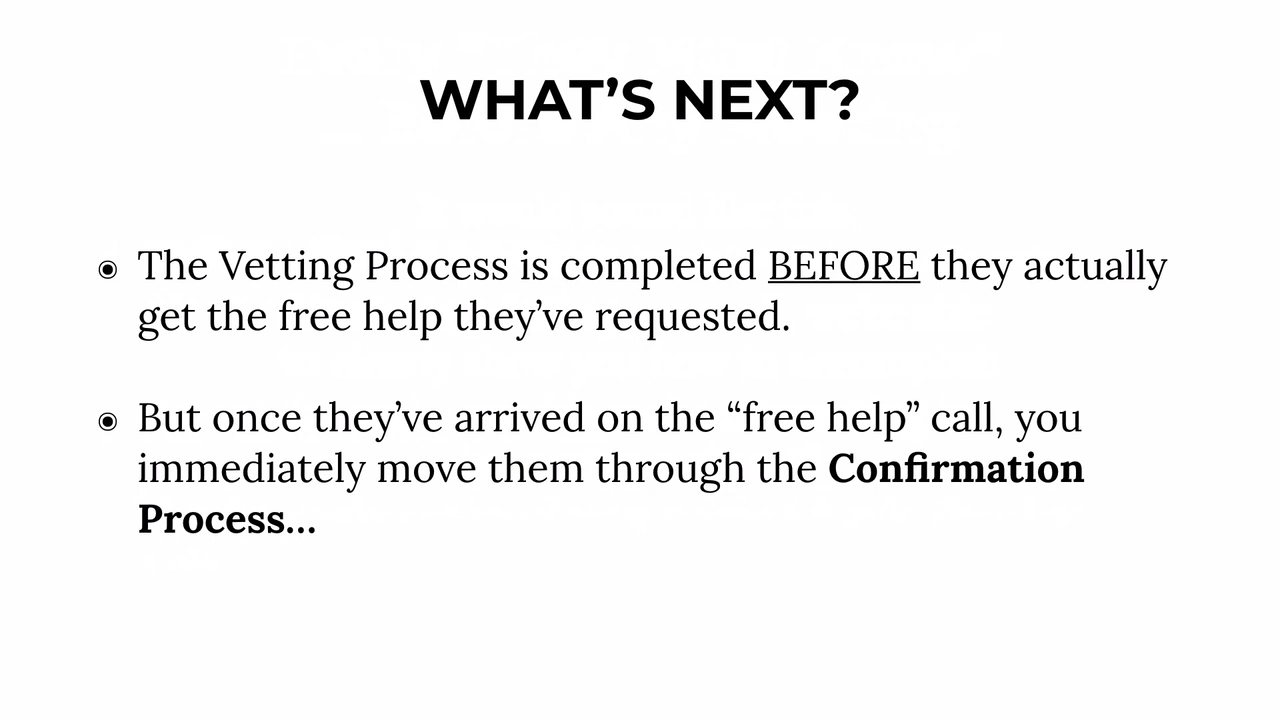 WHAT’S NEXT?
◉ The Vetting Process is completed BEFORE they actually
get the free help they’ve requested.
◉ But once they’ve arrived on the “free help” call, you
immediately move them through the Confirmation
Process…